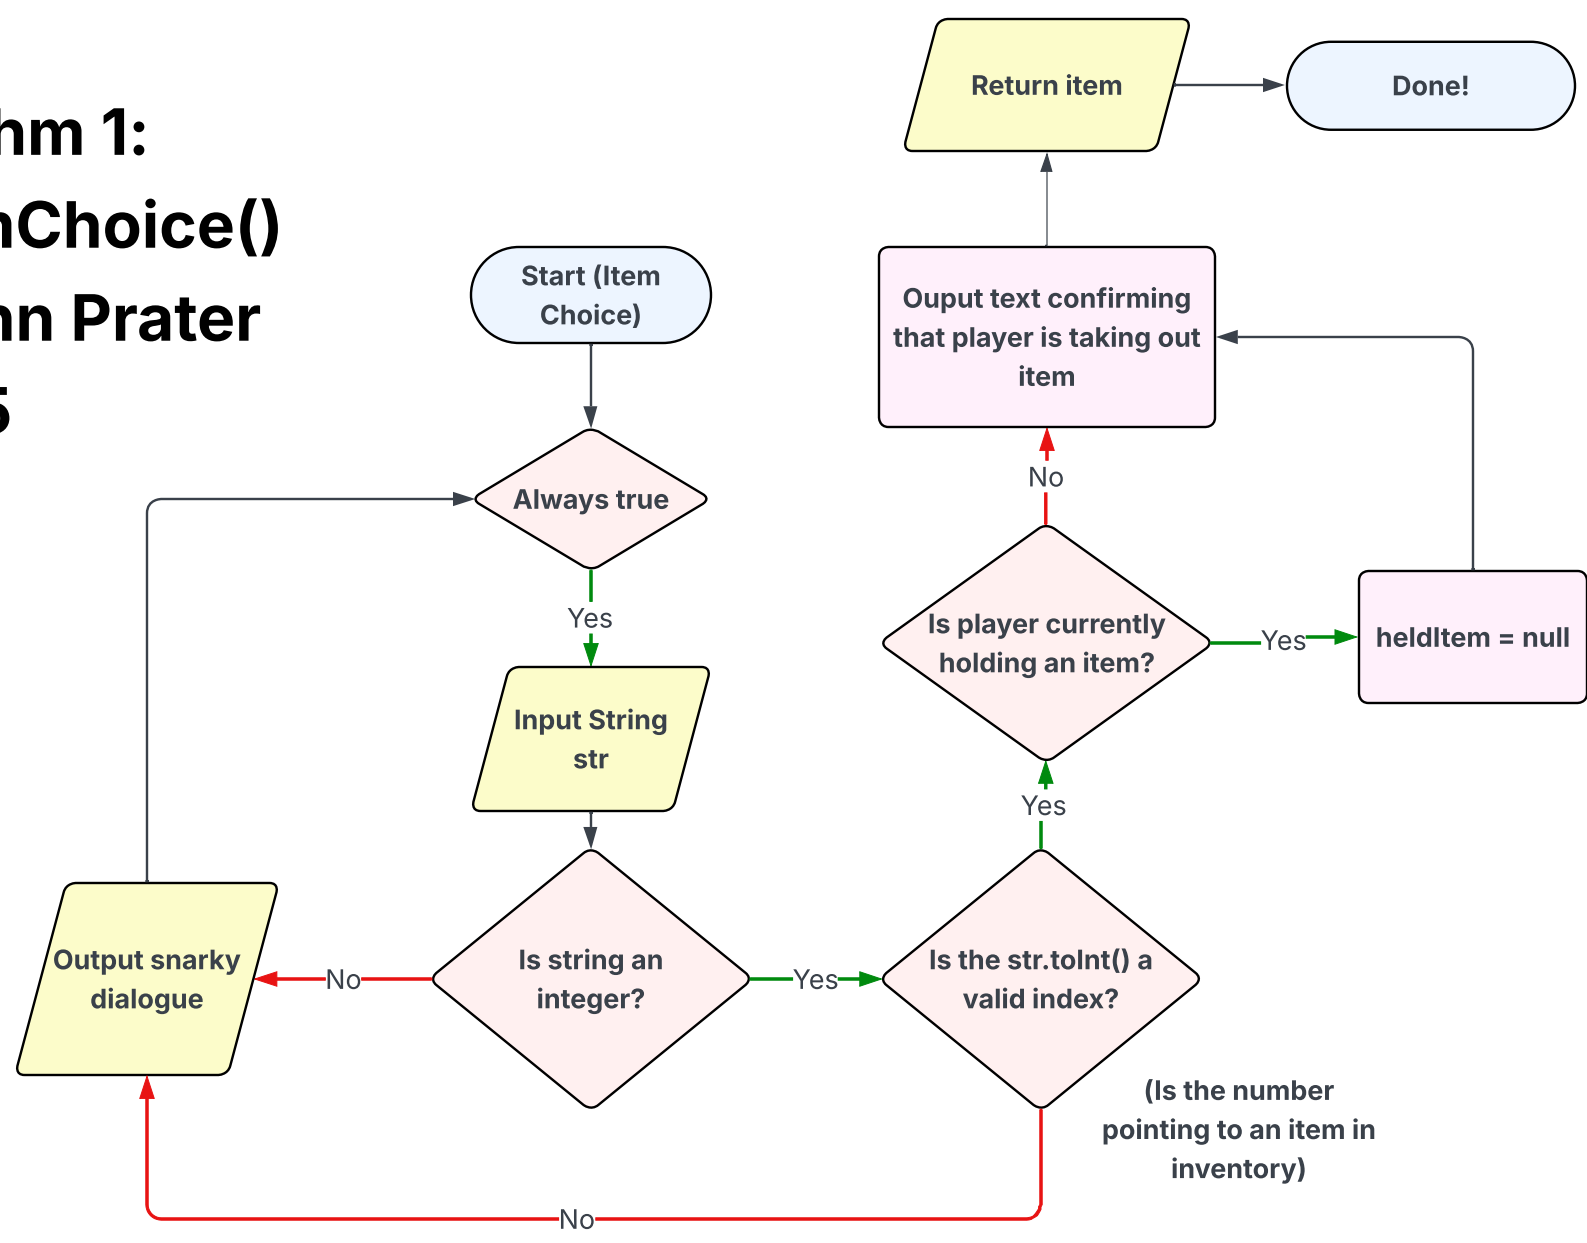 hm 1:
nChoice()
nn Prater
5
Return item
Done!
Start (Item
Choice)
Ouput text confirming
that player is taking out
item
Always true
No
Yes
Is player currently
holding an item?
Yes
heldItem = null
Input String
str
Yes
Output snarky
dialogue
No
Is string an
integer?
Yes
Is the str.toInt() a
valid index?
(Is the number
pointing to an item in
inventory)
No